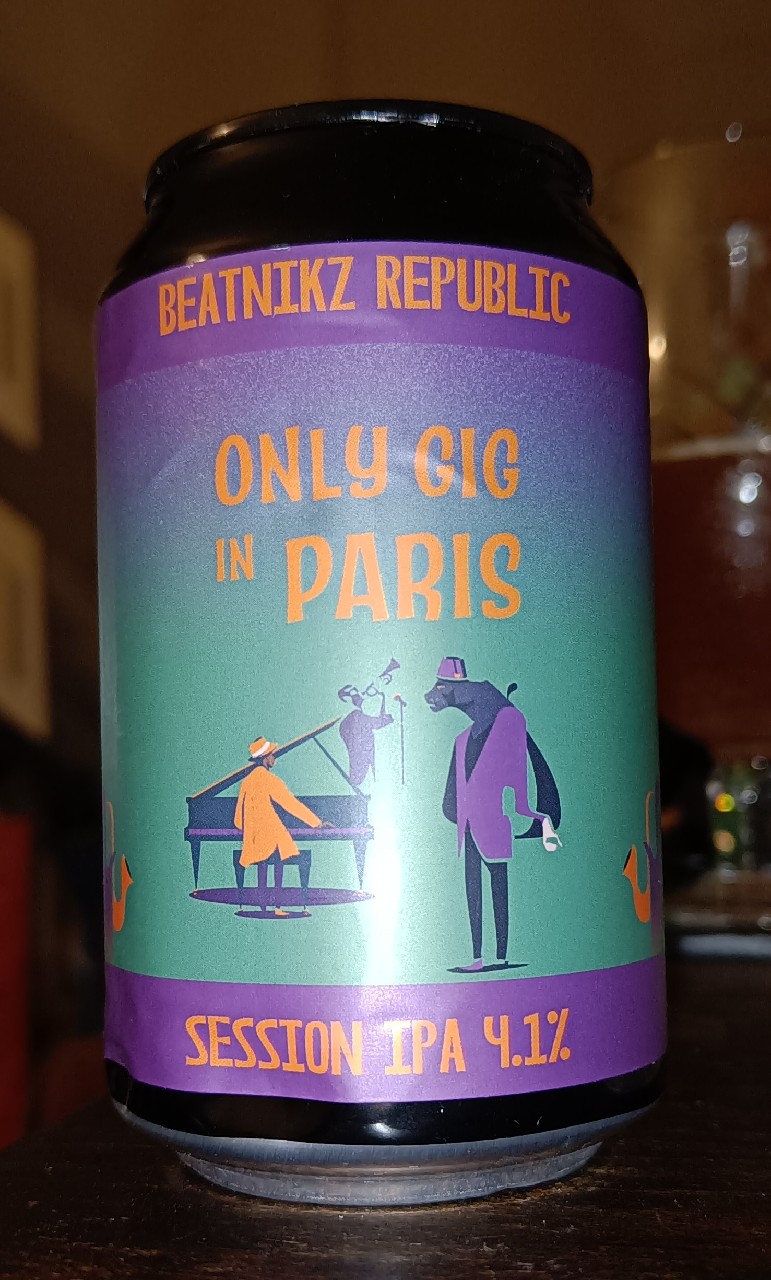 BEATNIKZ REPUBLIC
ONLY GIG
IN PARIS
SESSION IPA 4.1%